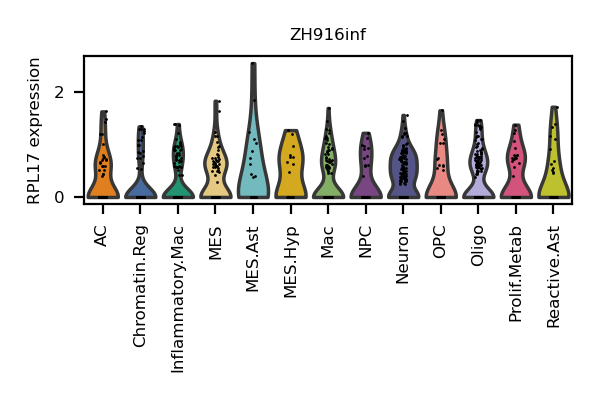 ZH916inf
RPL17 expression
2
0
AC
Chromatin.Reg
Inflammatory.Mac
MES
MES.Ast
MES.Hyp
Mac
NPC
Neuron
OPC
Oligo
Prolif.Metab
Reactive.Ast